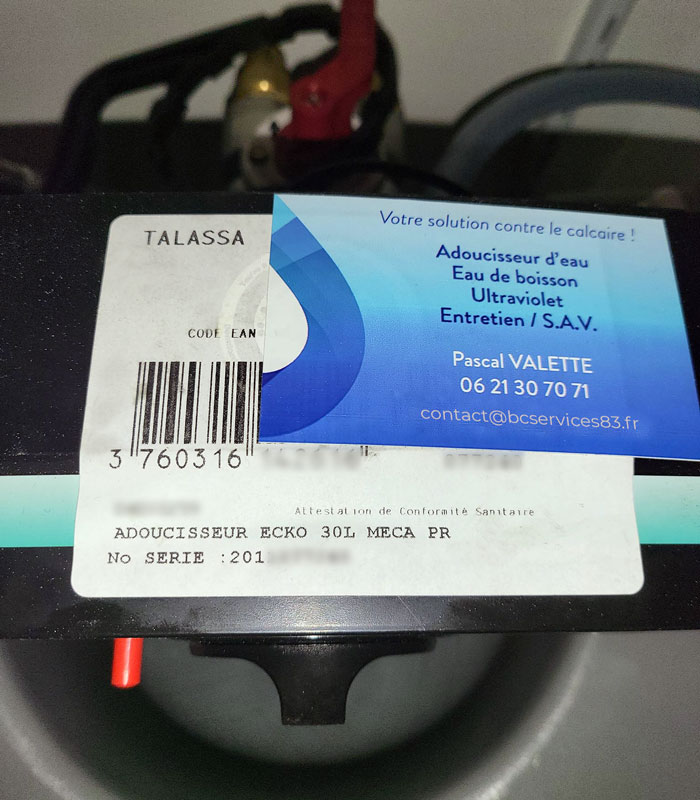 TALASSA
CODE EAN
3 760316
Attestation de Conformité Sanitaire
ADOUCISSEUR ECKO 30L MECA PR
No SERIE :201
Votre solution contre le calcaire !
Adoucisseur d'eau
Eau de boisson
Ultraviolet
Entretien / S.A.V.
Pascal VALETTE
06 21 30 70 71
contact@bcservices83.fr